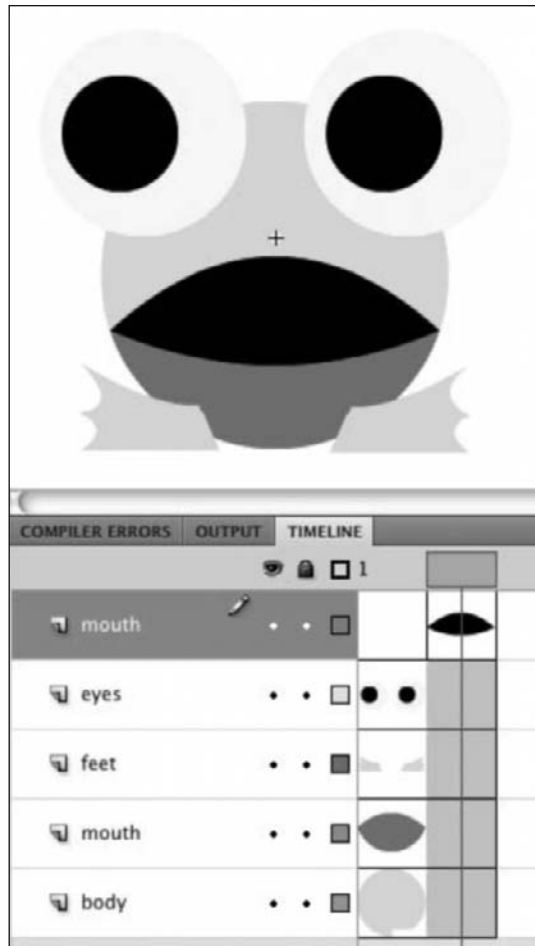 COMPILER ERRORS OUTPUT TIMELINE
1
mouth
eyes
feet
mouth
body